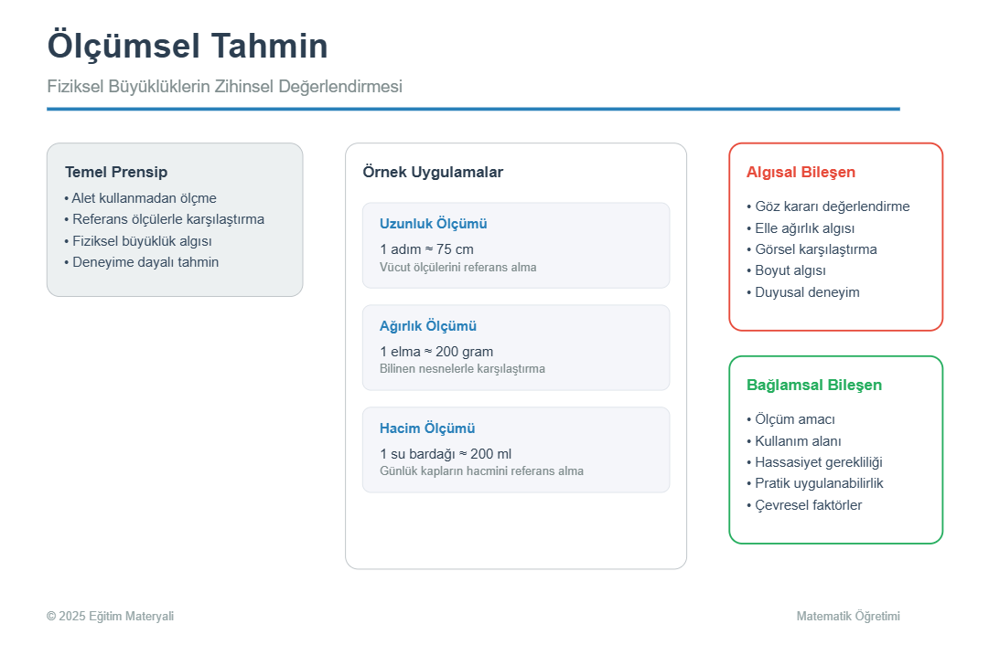 Ölçümsel Tahmin
Fiziksel Büyüklüklerin Zihinsel Değerlendirmesi
Temel Prensip
• Alet kullanmadan ölçme
• Referans ölçülerle karşılaştırma
• Fiziksel büyüklük algısı
• Deneyime dayalı tahmin
Örnek Uygulamalar
Uzunluk Ölçümü
1 adım ≈ 75 cm
Vücut ölçülerini referans alma
Ağırlık Ölçümü
1 elma ≈ 200 gram
Bilinen nesnelerle karşılaştırma
Hacim Ölçümü
1 su bardağı ≈ 200 ml
Günlük kapların hacmini referans alma
Algısal Bileşen
• Göz kararı değerlendirme
• Elle ağırlık algısı
• Görsel karşılaştırma
• Boyut algısı
• Duyusal deneyim
Bağlamsal Bileşen
• Ölçüm amacı
• Kullanım alanı
• Hassasiyet gerekliliği
• Pratik uygulanabilirlik
• Çevresel faktörler
© 2025 Eğitim Materyali
Matematik Öğretimi